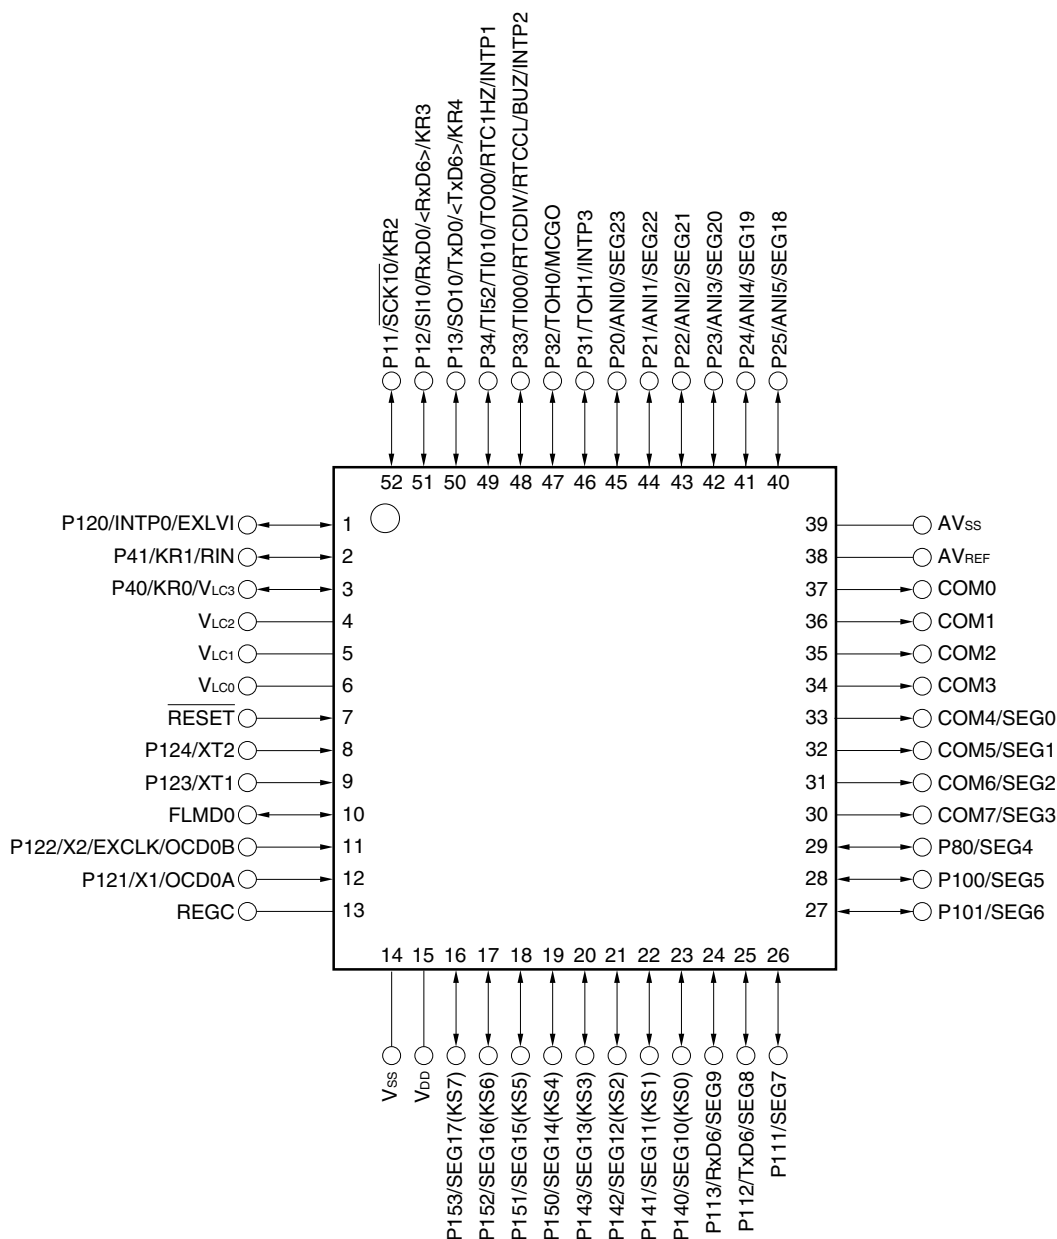 P11/SCK10/KR2
P12/SI10/RxD0/<RxD6>/KR3
P13/SO10/TxD0/<TxD6>/KR4
P34/TI52/TI010/TO00/RTC1HZ/INTP1
P33/TI000/RTCDIV/RTCCL/BUZ/INTP2
P32/TOH0/MCGO
P31/TOH1/INTP3
P20/ANI0/SEG23
P21/ANI1/SEG22
P22/ANI2/SEG21
P23/ANI3/SEG20
P24/ANI4/SEG19
P25/ANI5/SEG18
52 51 50 49 48 47 46 45 44 43 42 41 40
P120/INTP0/EXLVI 1
P41/KR1/RIN 2
P40/KR0/VLC3 3
VLC2 4
VLC1 5
VLC0 6
RESET 7
P124/XT2 8
P123/XT1 9
FLMD0 10
P122/X2/EXCLK/OCD0B 11
P121/X1/OCD0A 12
REGC 13
39 AVSS
38 AVREF
37 COM0
36 COM1
35 COM2
34 COM3
33 COM4/SEG0
32 COM5/SEG1
31 COM6/SEG2
30 COM7/SEG3
29 P80/SEG4
28 P100/SEG5
27 P101/SEG6
14 15 16 17 18 19 20 21 22 23 24 25 26
VSS
VDD
P153/SEG17(KS7)
P152/SEG16(KS6)
P151/SEG15(KS5)
P150/SEG14(KS4)
P143/SEG13(KS3)
P142/SEG12(KS2)
P141/SEG11(KS1)
P140/SEG10(KS0)
P113/RxD6/SEG9
P112/TxD6/SEG8
P111/SEG7